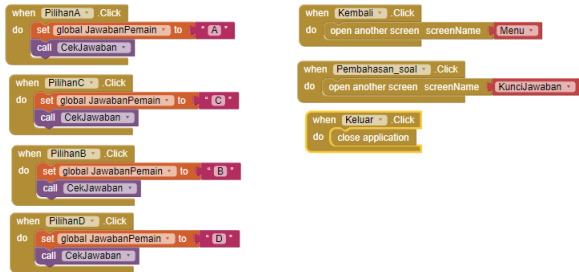 when PilihanA .Click
do set global JawabanPemain to " A "
call CekJawaban
when PilihanC .Click
do set global JawabanPemain to " C "
call CekJawaban
when PilihanB .Click
do set global JawabanPemain to " B "
call CekJawaban
when PilihanD .Click
do set global JawabanPemain to " D "
call CekJawaban
when Kembali .Click
do open another screen screenName Menu
when Pembahasan_soal .Click
do open another screen screenName KunciJawaban
when Keluar .Click
do close application